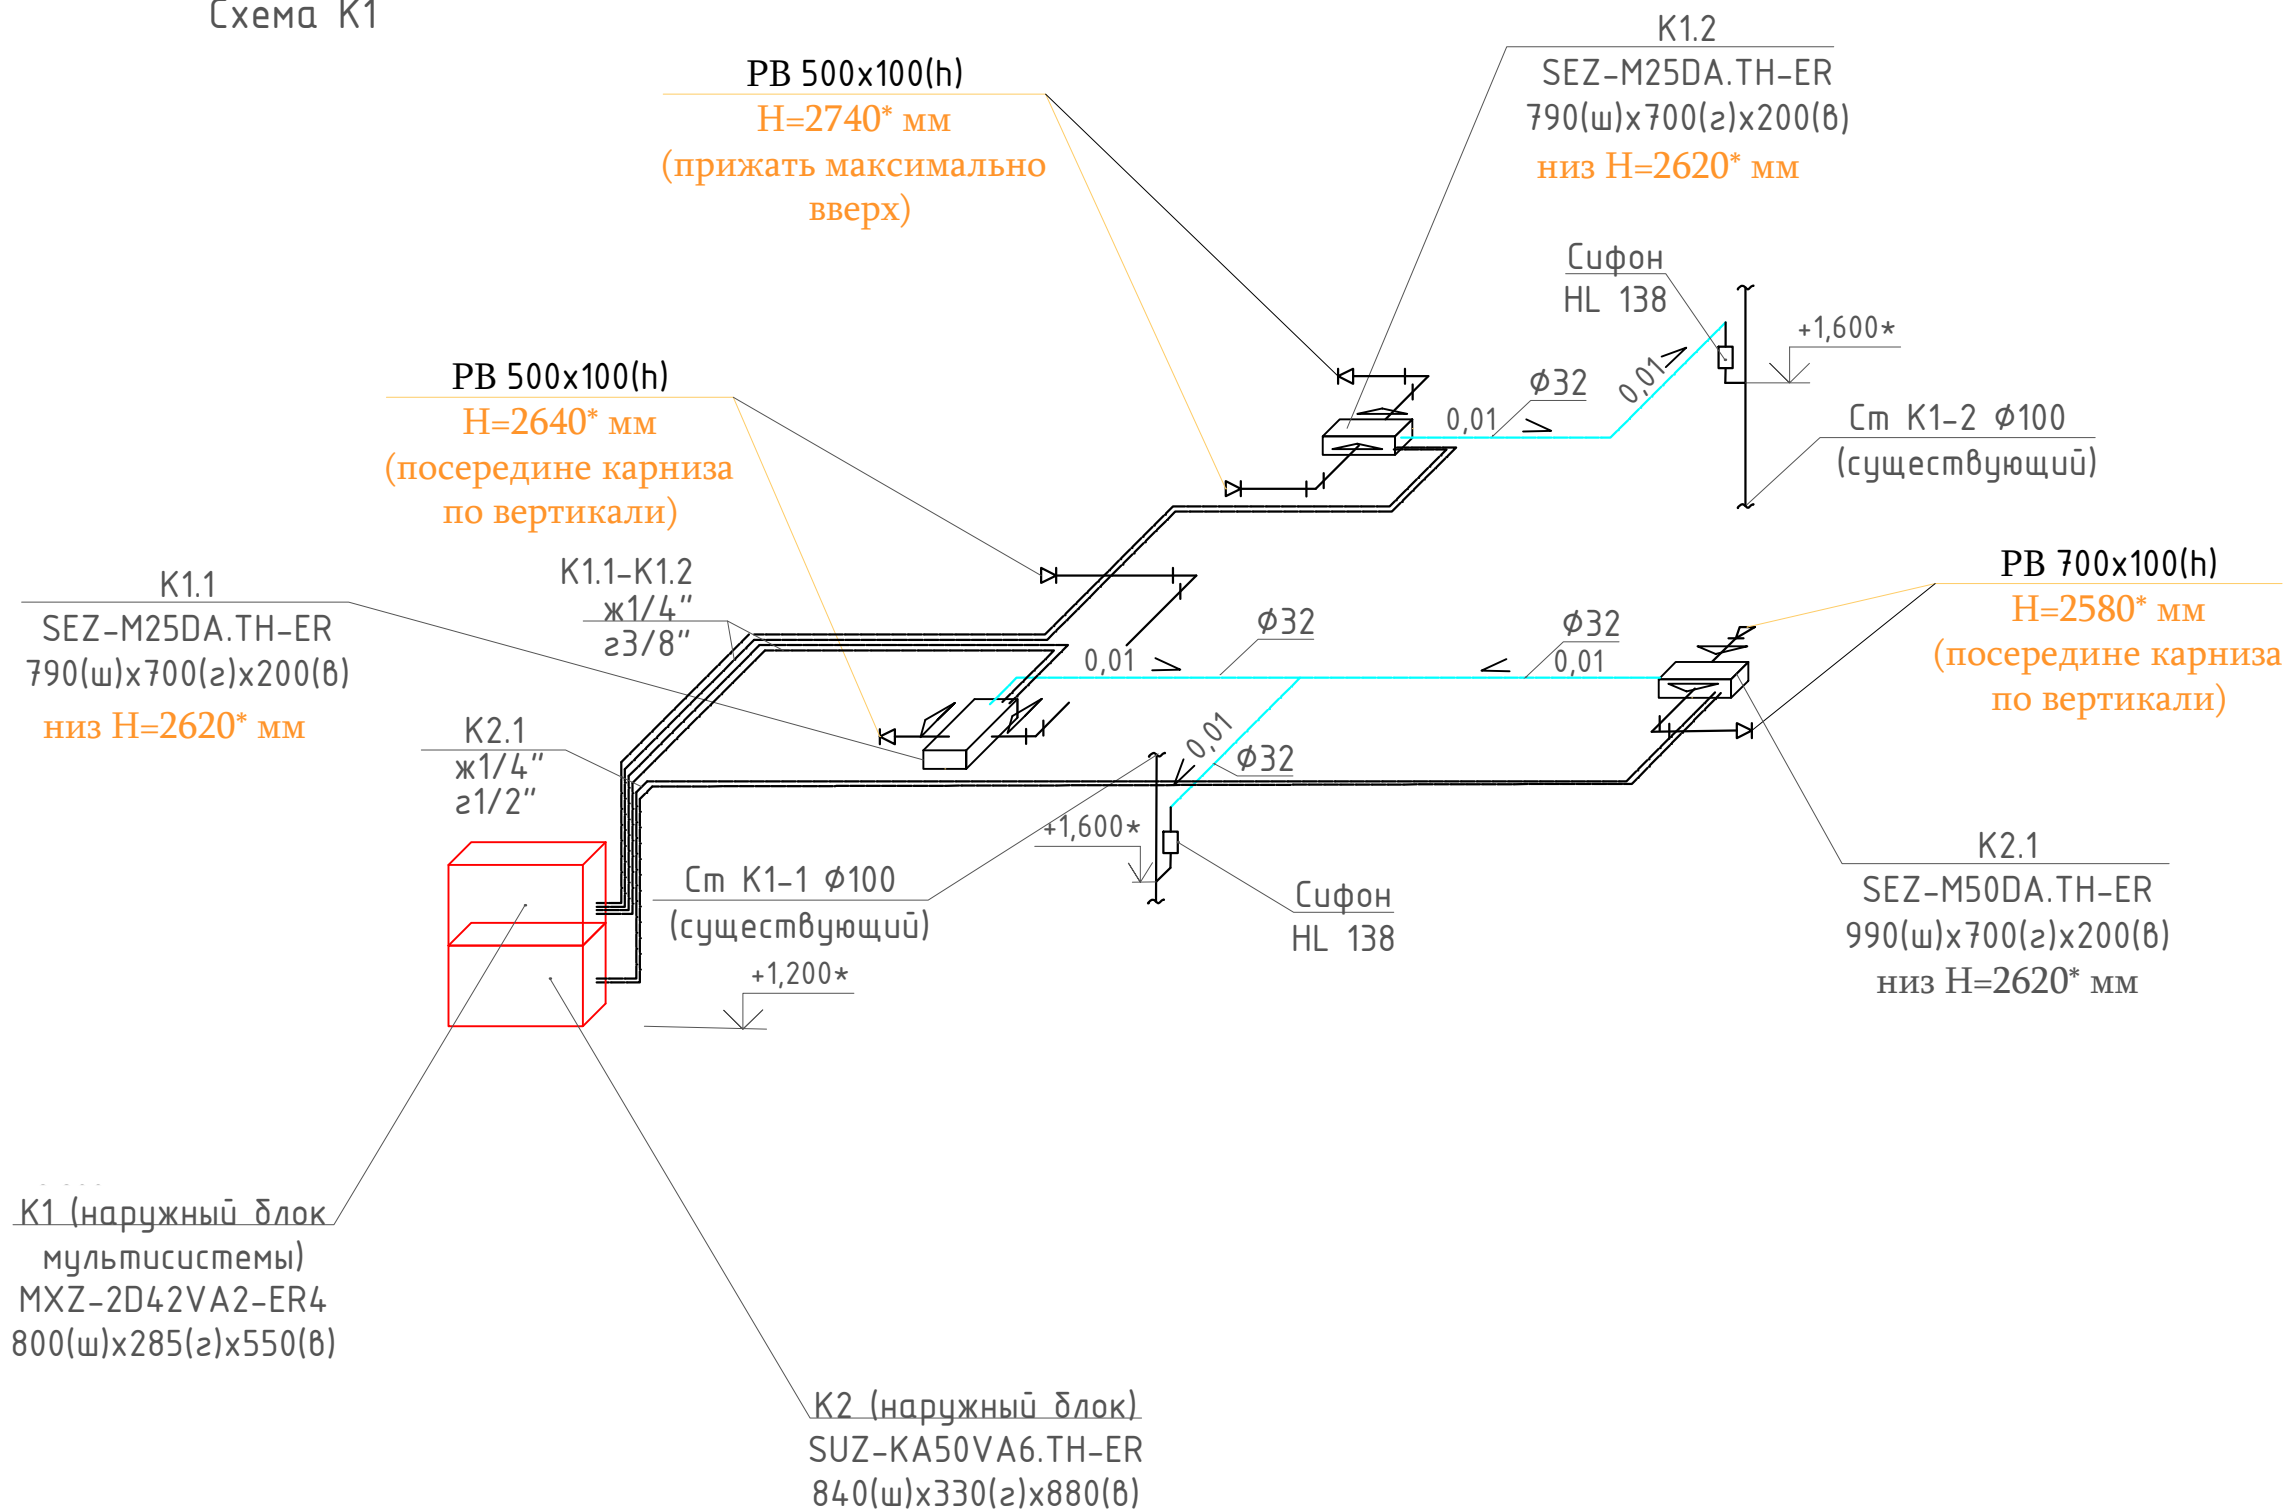 Схема К1
К1.2
SEZ-M25DA.TH-ER
790(ш)х700(г)х200(в)
низ Н=2620* мм
РВ 500х100(h)
Н=2740* мм
(прижать максимально
вверх)
Сифон
HL 138
+1,600*
Ст К1-2 Ф100
(существующий)
Ф32
0,01
0,01
РВ 500х100(h)
Н=2640* мм
(посередине карниза
по вертикали)
К1.1-К1.2
ж1/4"
г3/8"
К1.1
SEZ-M25DA.TH-ER
790(ш)х700(г)х200(в)
низ Н=2620* мм
РВ 700х100(h)
Н=2580* мм
(посередине карниза
по вертикали)
Ф32
0,01
Ф32
0,01
0,01
Ф32
К2.1
ж1/4"
г1/2"
+1,600*
Ст К1-1 Ф100
(существующий)
Сифон
HL 138
+1,200*
К2.1
SEZ-M50DA.TH-ER
990(ш)х700(г)х200(в)
низ Н=2620* мм
К1 (наружный блок
мультисистемы)
MXZ-2D42VA2-ER4
800(ш)х285(г)х550(в)
К2 (наружный блок)
SUZ-KA50VA6.TH-ER
840(ш)х330(г)х880(в)